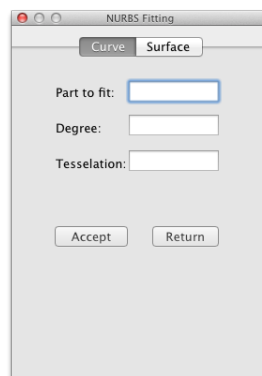 NURBS Fitting
Curve Surface
Part to fit:
Degree:
Tesselation:
Accept Return